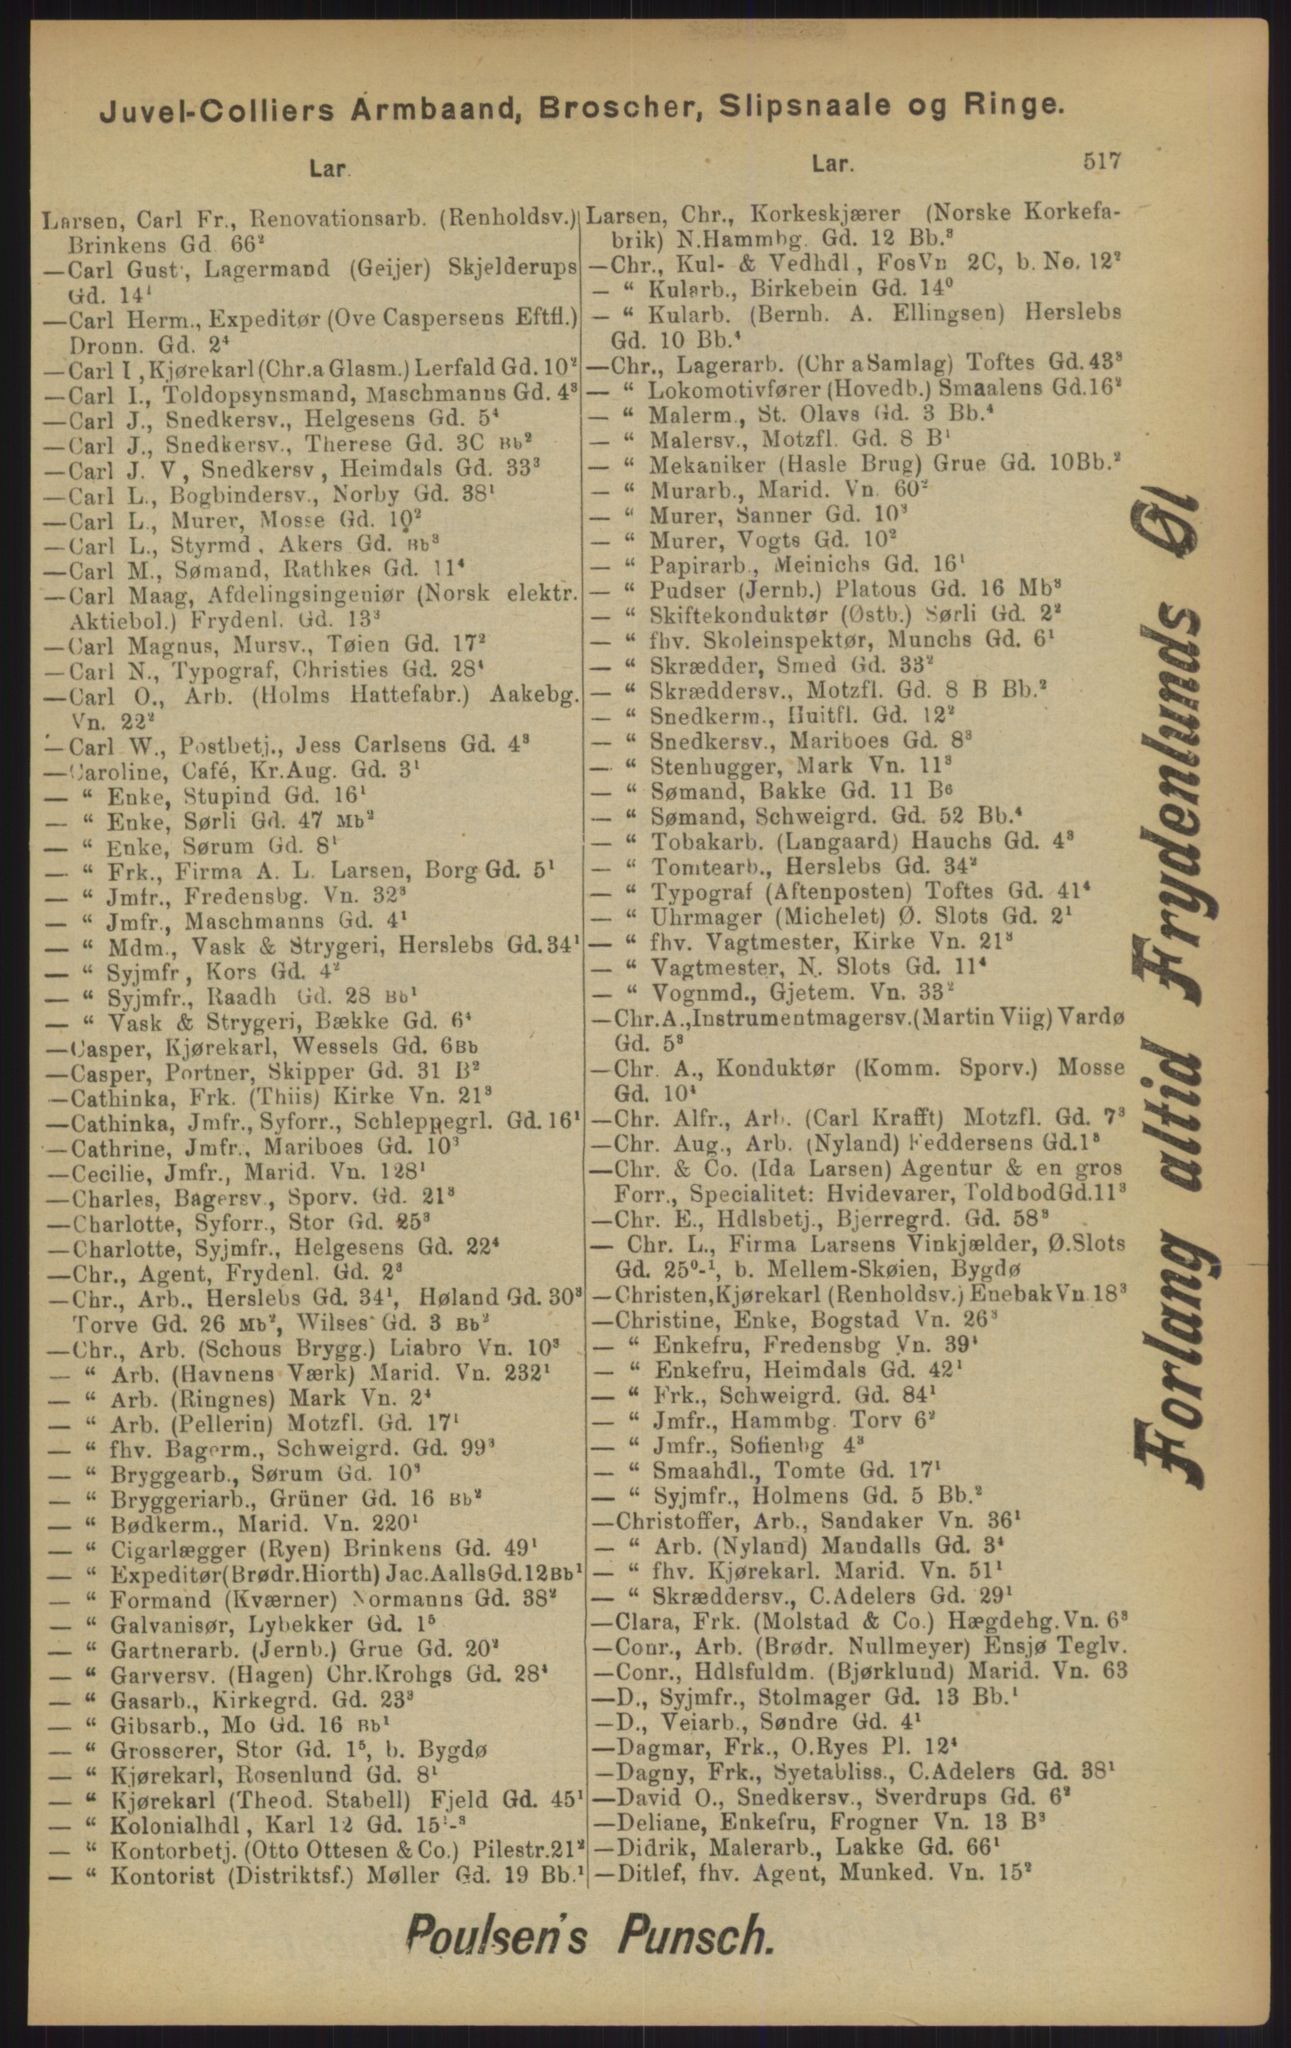 Juvel-Colliers Armbaand, Broscher, Slipsnaale og Ringe.
Lar.
Larsen, Carl Fr., Renovationsarb. (Renholdsv.)
Brinkens Gd. 66²
—Carl Gust., Lagermand (Geijer) Skjelderups
Gd. 14¹
—Carl Herm., Expeditør (Ove Caspersens Eftfl.)
Dronn. Gd. 2⁴
—Carl I., Kjørekarl (Chr.a Glasm.) Lerfald Gd. 10²
—Carl I., Toldopsynsmand, Maschmanns Gd. 4³
—Carl J., Snedkersv., Helgesens Gd. 5⁴
—Carl J., Snedkersv., Therese Gd. 3C Bb²
—Carl J. V., Snedkersv., Heimdals Gd. 33³
—Carl L., Bogbindersv., Norby Gd. 38¹
—Carl L., Murer, Mosse Gd. 10²
—Carl L., Styrmd., Akers Gd. Bb³
—Carl M., Sømand, Rathkes Gd. 11⁴
—Carl Maag, Afdelingsingeniør (Norsk elektr.
Aktiebol.) Frydenl. Gd. 13³
—Carl Magnus, Mursv., Tøien Gd. 17²
—Carl N., Typograf, Christies Gd. 28⁴
—Carl O., Arb. (Holms Hattefabr.) Aakebg.
Vn. 22²
—Carl W., Postbetj., Jess Carlsens Gd. 4³
—Caroline, Café, Kr.Aug. Gd. 3¹
— “ Enke, Stupind Gd. 16¹
— “ Enke, Sørli Gd. 47 Mb²
— “ Enke, Sørum Gd. 8¹
— “ Frk., Firma A. L. Larsen, Borg Gd. 5¹
— “ Jmfr., Fredensbg. Vn. 32³
— “ Jmfr., Maschmanns Gd. 4¹
— “ Mdm., Vask & Strygeri, Herslebs Gd. 34¹
— “ Syjmfr., Kors Gd. 4²
— “ Syjmfr., Raadh Gd. 28 Bb¹
— “ Vask & Strygeri, Bække Gd. 6⁴
—Casper, Kjørekarl, Wessels Gd. 6Bb
—Casper, Portner, Skipper Gd. 31 B²
—Cathinka, Frk. (Thiis) Kirke Vn. 21³
—Cathinka, Jmfr., Syforr., Schleppegrl. Gd. 16¹
—Cathrine, Jmfr., Mariboes Gd. 10³
—Cecilie, Jmfr., Marid. Vn. 128¹
—Charles, Bagersv., Sporv. Gd. 21³
—Charlotte, Syforr., Stor Gd. 25³
—Charlotte, Syjmfr., Helgesens Gd. 22⁴
—Chr., Agent, Frydenl. Gd. 2³
—Chr., Arb., Herslebs Gd. 34¹, Høland Gd. 30³
Torve Gd. 26 Mb², Wilses Gd. 3 Bb²
—Chr., Arb. (Schous Brygg.) Liabro Vn. 10³
— “ Arb. (Havnens Værk) Marid. Vn. 232¹
— “ Arb. (Ringnes) Mark Vn. 2⁴
— “ Arb. (Pellerin) Motzfl. Gd. 17¹
— “ fhv. Bagerm., Schweigrd. Gd. 99³
— “ Bryggearb., Sørum Gd. 10³
— “ Bryggeriarb., Grüner Gd. 16 Bb²
— “ Bødkerm., Marid. Vn. 220¹
— “ Cigarlægger (Ryen) Brinkens Gd. 49¹
— “ Expeditør (Brødr. Hiorth) Jac. Aalls Gd. 12Bb¹
— “ Formand (Kværner) Normanns Gd. 38²
— “ Galvanisør, Lybekker Gd. 1⁵
— “ Gartnerarb. (Jernb.) Grue Gd. 20²
— “ Garversv. (Hagen) Chr.Krohgs Gd. 28⁴
— “ Gasarb., Kirkegrd. Gd. 23³
— “ Gibsarb., Mo Gd. 16 Bb¹
— “ Grosserer, Stor Gd. 1⁵, b. Bygdø
— “ Kjørekarl, Rosenlund Gd. 8¹
— “ Kjørekarl (Theod. Stabell) Fjeld Gd. 45¹
— “ Kolonialhdl., Karl 12 Gd. 15¹-³
— “ Kontorbetj. (Otto Ottesen & Co.) Pilestr. 21²
— “ Kontorist (Distriktsf.) Møller Gd. 19 Bb.¹
Lar.
517
Larsen, Chr., Korkeskjærer (Norske Korkefa-
brik) N.Hammbg. Gd. 12 Bb.³
—Chr., Kul- & Vedhdl., FosVn 2C, b. No. 12²
— “ Kularb., Birkebein Gd. 14⁰
— “ Kularb. (Bernh. A. Ellingsen) Herslebs
Gd. 10 Bb.⁴
—Chr., Lagerarb. (Chr a Samlag) Toftes Gd. 43³
— “ Lokomotivfører (Hovedb.) Smaalens Gd. 16²
— “ Malerm., St. Olavs Gd. 3 Bb.⁴
— “ Malersv., Motzfl. Gd. 8 B¹
— “ Mekaniker (Hasle Brug) Grue Gd. 10Bb.²
— “ Murarb., Marid. Vn. 60²
— “ Murer, Sanner Gd. 10³
— “ Murer, Vogts Gd. 10²
— “ Papirarb., Meinichs Gd. 16¹
— “ Pudser (Jernb.) Platous Gd. 16 Mb³
— “ Skiftekonduktør (Østb.) Sørli Gd. 2²
— “ fhv. Skoleinspektør, Munchs Gd. 6¹
— “ Skrædder, Smed Gd. 33²
— “ Skræddersv., Motzfl. Gd. 8 B Bb.²
— “ Snedkerm., Huitfl. Gd. 12²
— “ Snedkersv., Mariboes Gd. 8³
— “ Stenhugger, Mark Vn. 11³
— “ Sømand, Bakke Gd. 11 B⁶
— “ Sømand, Schweigrd. Gd. 52 Bb.⁴
— “ Tobakarb. (Langaard) Hauchs Gd. 4³
— “ Tomtearb., Herslebs Gd. 34²
— “ Typograf (Aftenposten) Toftes Gd. 41⁴
— “ Uhrmager (Michelet) Ø. Slots Gd. 2¹
— “ fhv. Vagtmester, Kirke Vn. 21³
— “ Vagtmester, N. Slots Gd. 11⁴
— “ Vognmd., Gjetem. Vn. 33²
—Chr.A.,Instrumentmagersv.(Martin Viig) Vardø
Gd. 5³
—Chr. A., Konduktør (Komm. Sporv.) Mosse
Gd. 10⁴
—Chr. Alfr., Arb. (Carl Krafft) Motzfl. Gd. 7³
—Chr. Aug., Arb. (Nyland) Feddersens Gd.1³
—Chr. & Co. (Ida Larsen) Agentur & en gros
Forr., Specialitet: Hvidevarer, ToldbodGd.11³
—Chr. E., Hdlsbetj., Bjerregrd. Gd. 58³
— Chr. L., Firma Larsens Vinkjælder, Ø.Slots
Gd. 25⁰-¹, b. Mellem-Skøien, Bygdø
—Christen, Kjørekarl (Renholdsv.) Enebak Vn. 18³
—Christine, Enke, Bogstad Vn. 26³
— “ Enkefru, Fredensbg Vn. 39⁴
— “ Enkefru, Heimdals Gd. 42¹
— “ Frk., Schweigrd. Gd. 84¹
— “ Jmfr., Hammbg. Torv 6²
— “ Jmfr., Sofienbg 4³
— “ Smaahdl., Tomte Gd. 17¹
— “ Syjmfr., Holmens Gd. 5 Bb.²
—Christoffer, Arb., Sandaker Vn. 36¹
— “ Arb. (Nyland) Mandalls Gd. 3⁴
— “ fhv. Kjørekarl. Marid. Vn. 51¹
— “ Skræddersv., C.Adelers Gd. 29¹
—Clara, Frk. (Molstad & Co.) Hægdehg. Vn. 6³
—Conr., Arb. (Brødr. Nullmeyer) Ensjø Teglv.
—Conr., Hdlsfuldm. (Bjørklund) Marid. Vn. 63
—D., Syjmfr., Stolmager Gd. 13 Bb.¹
—D., Veiarb., Søndre Gd. 4¹
—Dagmar, Frk., O.Ryes Pl. 12⁴
—Dagny, Frk., Syetabliss., C.Adelers Gd. 38¹
—David O., Snedkersv., Sverdrups Gd. 6²
—Deliane, Enkefru, Frogner Vn. 13 B³
—Didrik, Malerarb., Lakke Gd. 66¹
—Ditlef, fhv. Agent, Munked. Vn. 15²
Forlang altid Frydenlunds Øl
Poulsen's Punsch.